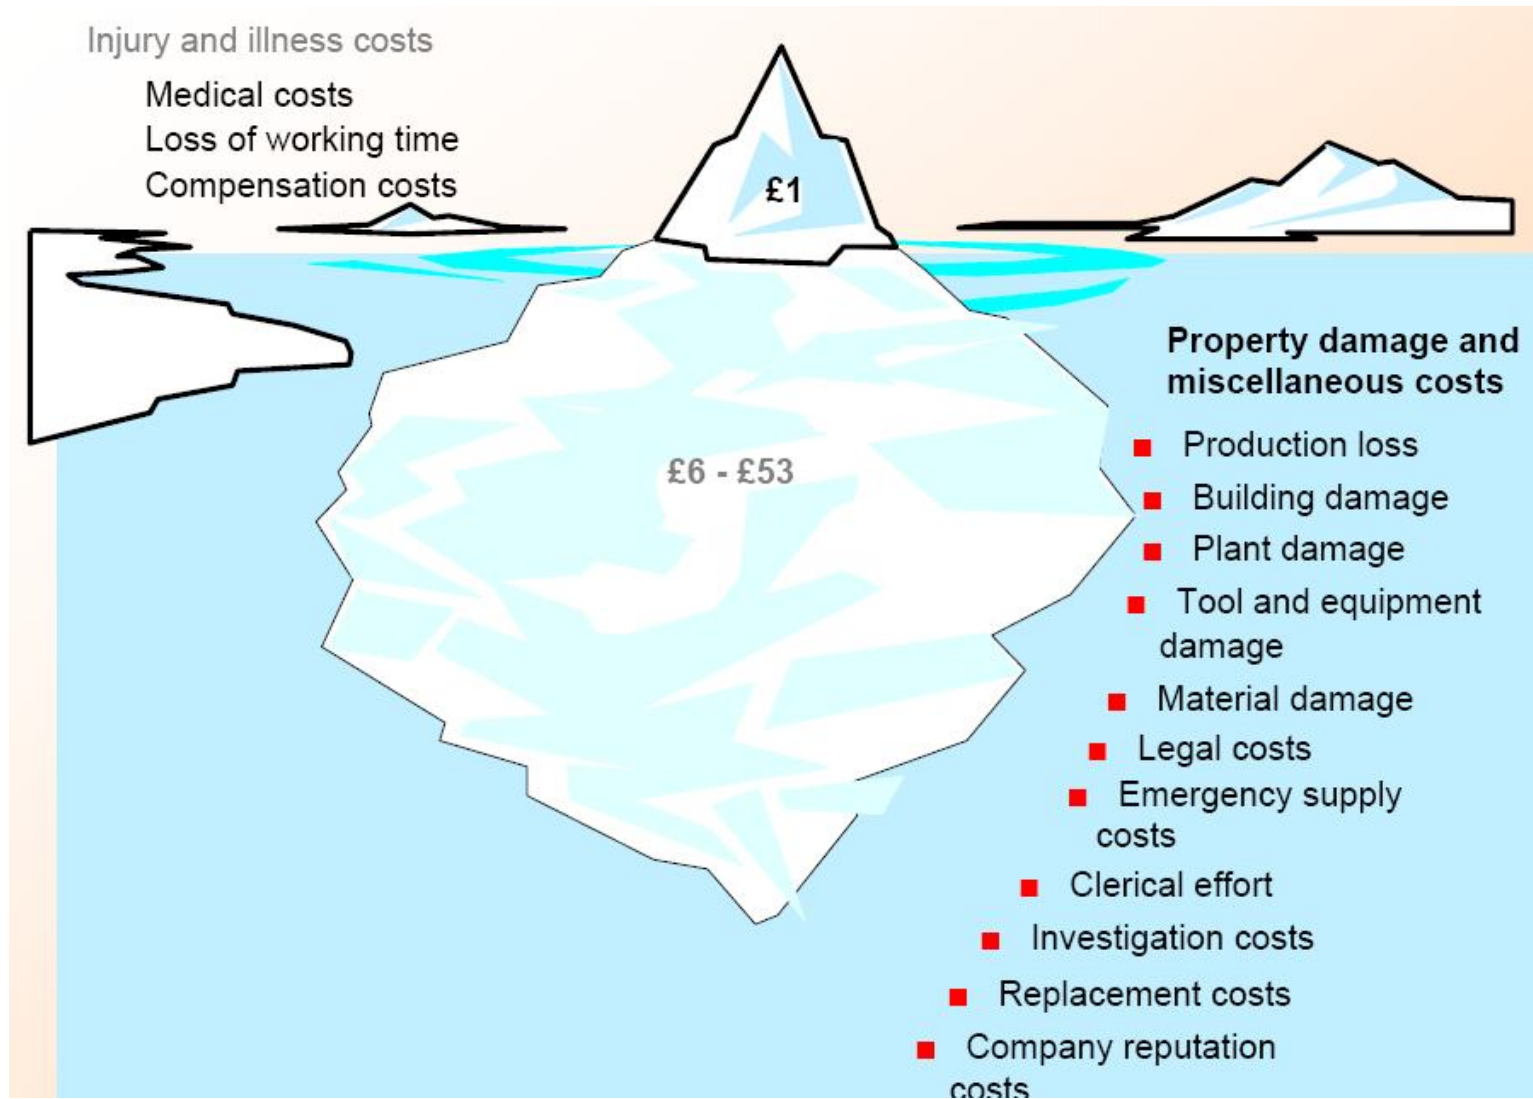 Injury and illness costs
Medical costs
Loss of working time
Compensation costs
£1
£6 - £53
Property damage and
miscellaneous costs
Production loss
Building damage
Plant damage
Tool and equipment
damage
Material damage
Legal costs
Emergency supply
costs
Clerical effort
Investigation costs
Replacement costs
Company reputation
costs